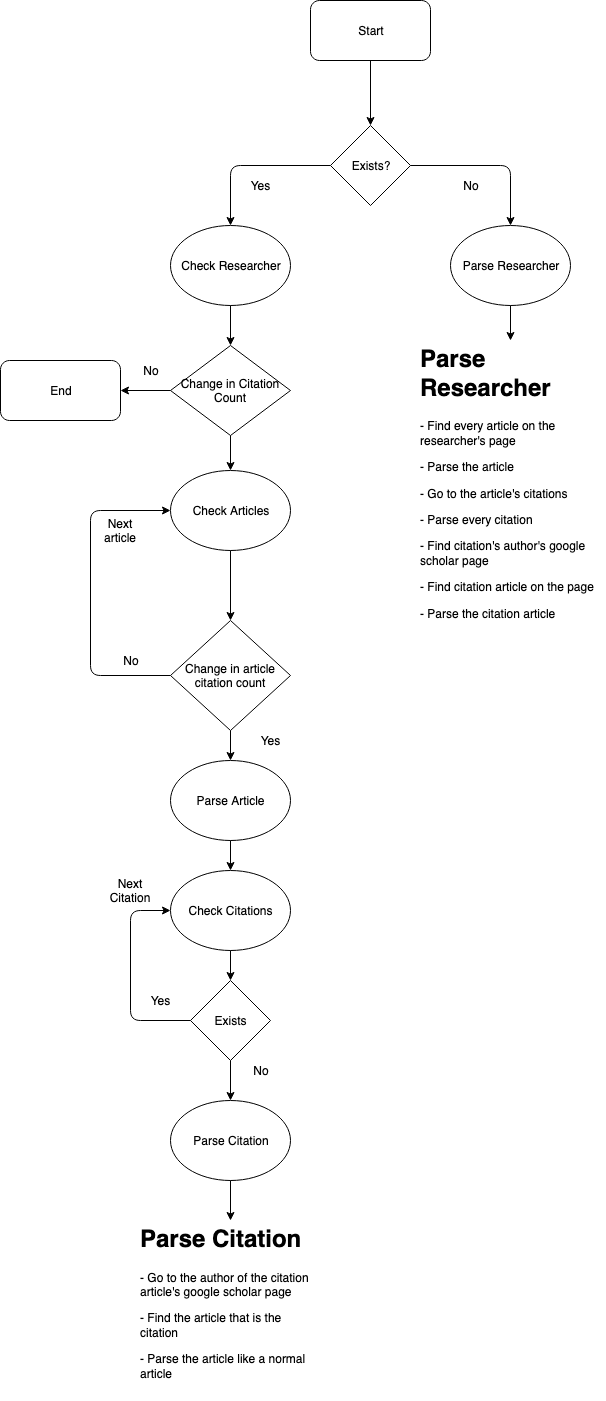 Start
Exists?
Yes
No
Check Researcher
Parse Researcher
Parse
Researcher
- Find every article on the
researcher's page
- Parse the article
- Go to the article's citations
- Parse every citation
- Find citation's author's google
scholar page
- Find citation article on the page
- Parse the citation article
No
Change in Citation
Count
End
Check Articles
Next
article
No
Change in article
citation count
Yes
Parse Article
Next
Citation
Check Citations
Yes
Exists
No
Parse Citation
Parse Citation
- Go to the author of the citation
article's google scholar page
- Find the article that is the
citation
- Parse the article like a normal
article